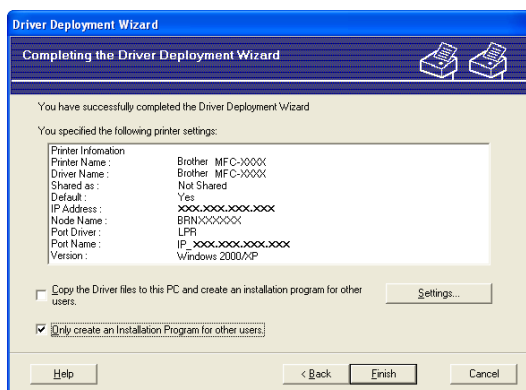 Driver Deployment Wizard
Completing the Driver Deployment Wizard
You have successfully completed the Driver Deployment Wizard
You specified the following printer settings:
Printer Infomation
Printer Name : Brother MFC-XXXX
Driver Name : Brother MFC-XXXX
Shared as : Not Shared
Default : Yes
IP Address : xxx.xxx.xxx.xxx
Node Name : BRNXXXXXX
Port Driver : LPR
Port Name : IP_xxx.xxx.xxx.xxx
Version : Windows 2000/XP
Copy the Driver files to this PC and create an installation program for other
users.
Settings...
Only create an Installation Program for other users.
Help
< Back
Finish
Cancel